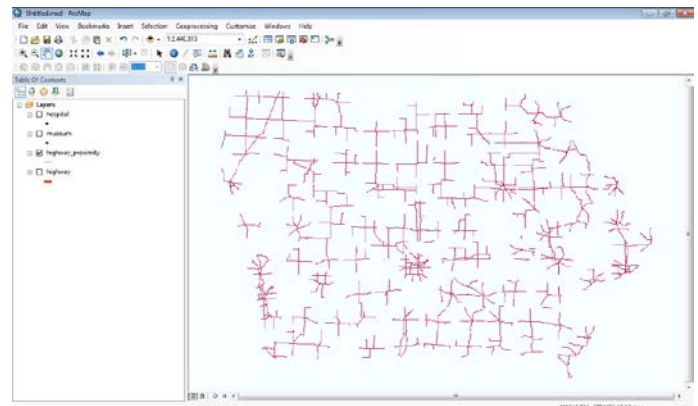 Untitled.mxd - ArcMap
File Edit View Bookmarks Insert Selection Geoprocessing Customize Windows Help
1:2,440,313
Table Of Contents
Layers
hospital
museum
highway_proximity
highway